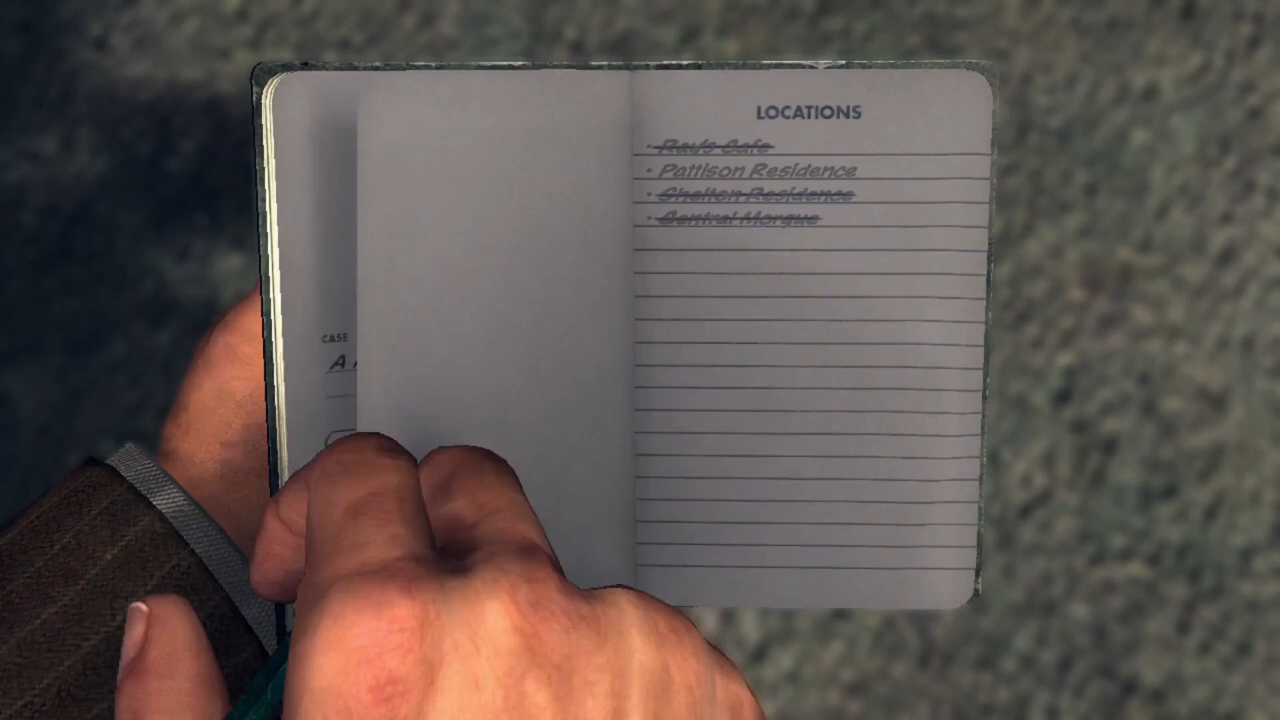 LOCATIONS
· Ray's Cafe
· Pattison Residence
· Shelton Residence
· Central Morgue
CASE
A